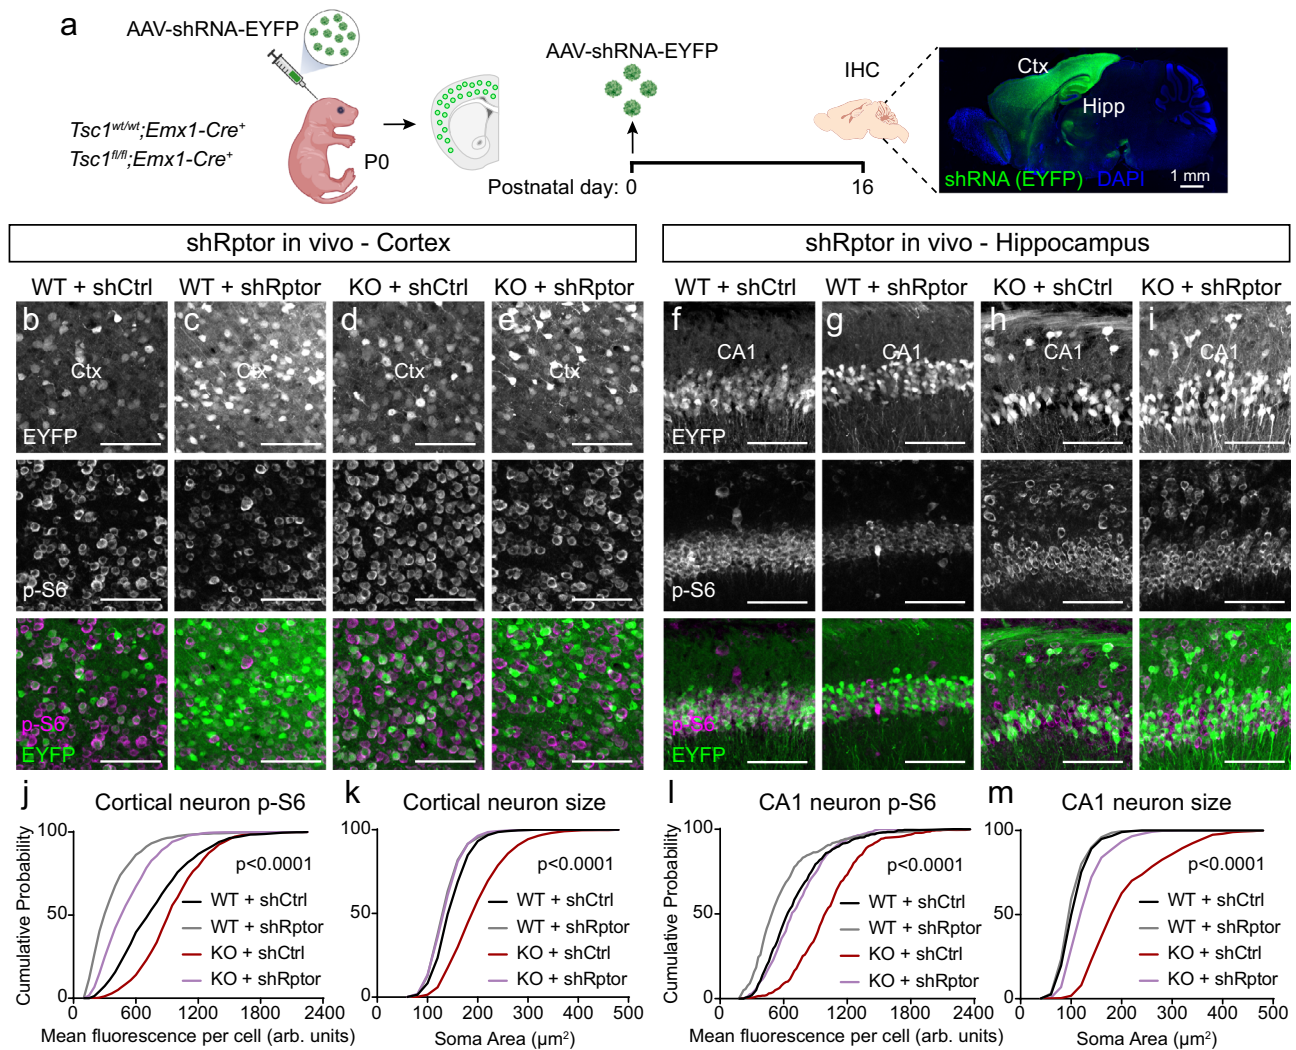 a
AAV-shRNA-EYFP
Tsc1wt/wt;Emx1-Cre+
Tsc1fl/fl;Emx1-Cre+
P0
AAV-shRNA-EYFP
Postnatal day: 0 16
IHC
Ctx
Hipp
shRNA (EYFP) DAPI 1 mm
shRptor in vivo - Cortex
WT + shCtrl WT + shRptor KO + shCtrl KO + shRptor
b c d e
Ctx Ctx Ctx Ctx
EYFP
p-S6
p-S6
EYFP
shRptor in vivo - Hippocampus
WT + shCtrl WT + shRptor KO + shCtrl KO + shRptor
f g h i
CA1 CA1 CA1 CA1
EYFP
p-S6
p-S6
EYFP
j
Cortical neuron p-S6
Cumulative Probability
100
50
0
p<0.0001
WT + shCtrl
WT + shRptor
KO + shCtrl
KO + shRptor
0 600 1200 1800 2400
Mean fluorescence per cell (arb. units)
k
Cortical neuron size
100
50
0
p<0.0001
WT + shCtrl
WT + shRptor
KO + shCtrl
KO + shRptor
0 100 200 300 400 500
Soma Area (µm²)
l
CA1 neuron p-S6
Cumulative Probability
100
50
0
p<0.0001
WT + shCtrl
WT + shRptor
KO + shCtrl
KO + shRptor
0 600 1200 1800 2400
Mean fluorescence per cell (arb. units)
m
CA1 neuron size
100
50
0
p<0.0001
WT + shCtrl
WT + shRptor
KO + shCtrl
KO + shRptor
0 100 200 300 400 500
Soma Area (µm²)